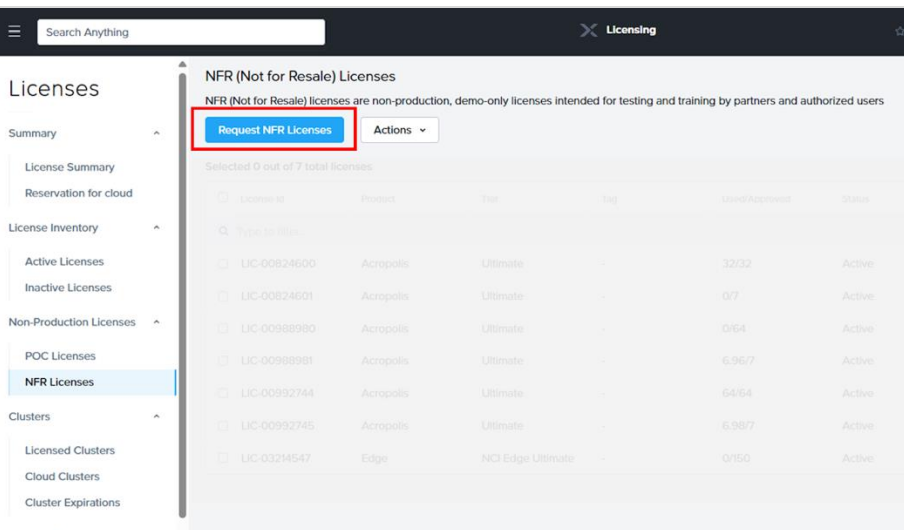 Search Anything
Licensing
Licenses
Summary
License Summary
Reservation for cloud
License Inventory
Active Licenses
Inactive Licenses
Non-Production Licenses
POC Licenses
NFR Licenses
Clusters
Licensed Clusters
Cloud Clusters
Cluster Expirations
NFR (Not for Resale) Licenses
NFR (Not for Resale) licenses are non-production, demo-only licenses intended for testing and training by partners and authorized users
Request NFR Licenses Actions
Selected 0 out of 7 total licenses
License Id Product Tier Tag Used/Approved Status
Type to filter
LIC-00824600 Acropolis Ultimate - 32/32 Active
LIC-00824601 Acropolis Ultimate - 0/7 Active
LIC-00988980 Acropolis Ultimate - 0/64 Active
LIC-00988981 Acropolis Ultimate - 6.96/7 Active
LIC-00992744 Acropolis Ultimate - 64/64 Active
LIC-00992745 Acropolis Ultimate - 6.98/7 Active
LIC-03214547 Edge NCI Edge Ultimate - 0/150 Active